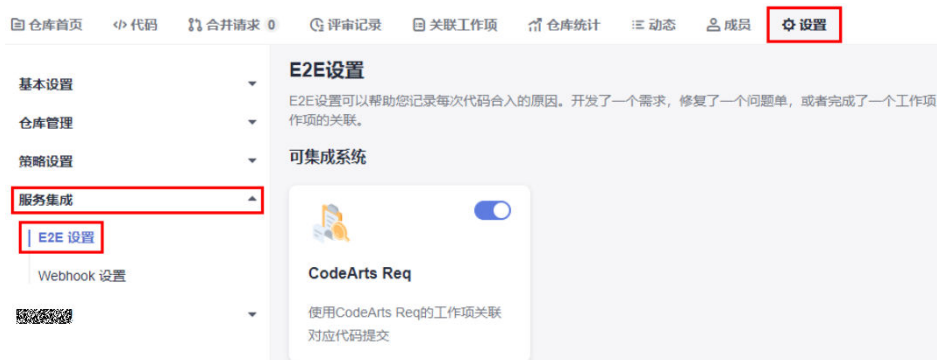 仓库首页 代码 合并请求 0 评审记录 关联工作项 仓库统计 动态 成员 设置
基本设置
仓库管理
策略设置
服务集成
E2E 设置
Webhook 设置
E2E设置
E2E设置可以帮助您记录每次代码合入的原因。开发了一个需求，修复了一个问题单，或者完成了一个工作项
作项的关联。
可集成系统
CodeArts Req
使用CodeArts Req的工作项关联
对应代码提交